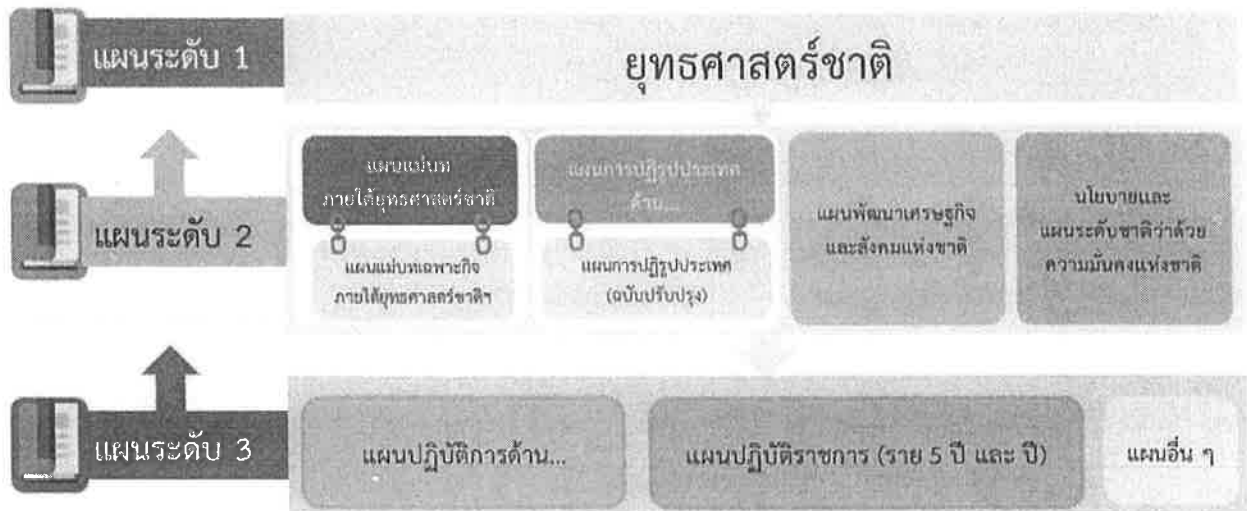 แผนระดับ 1
ยุทธศาสตร์ชาติ
แผนระดับ 2
แผนแม่บท
ภายใต้ยุทธศาสตร์ชาติ
แผนแม่บทเฉพาะกิจ
ภายใต้ยุทธศาสตร์ชาติฯ
แผนการปฏิรูปประเทศ
ด้าน...
แผนการปฏิรูปประเทศ
(ฉบับปรับปรุง)
แผนพัฒนาเศรษฐกิจ
และสังคมแห่งชาติ
นโยบายและ
แผนระดับชาติว่าด้วย
ความมั่นคงแห่งชาติ
แผนระดับ 3
แผนปฏิบัติการด้าน...
แผนปฏิบัติราชการ (ราย 5 ปี และ ปี)
แผนอื่น ๆ